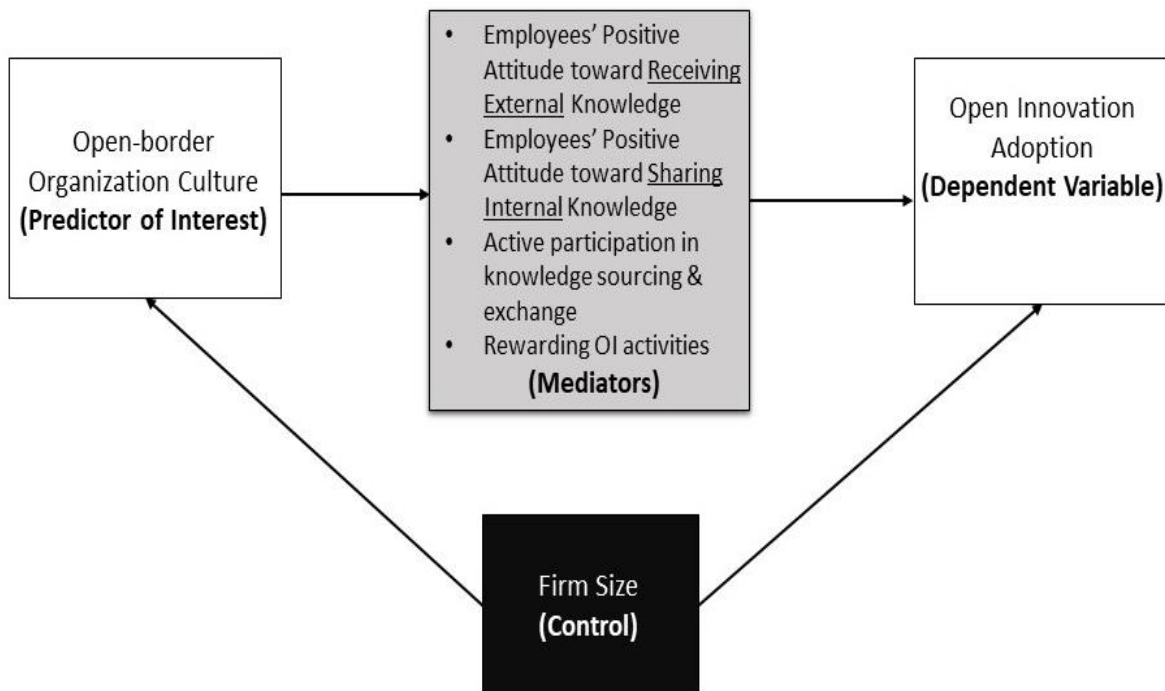 Open-border
Organization Culture
(Predictor of Interest)
• Employees’ Positive
Attitude toward Receiving
External Knowledge
• Employees’ Positive
Attitude toward Sharing
Internal Knowledge
• Active participation in
knowledge sourcing &
exchange
• Rewarding OI activities
(Mediators)
Open Innovation
Adoption
(Dependent Variable)
Firm Size
(Control)